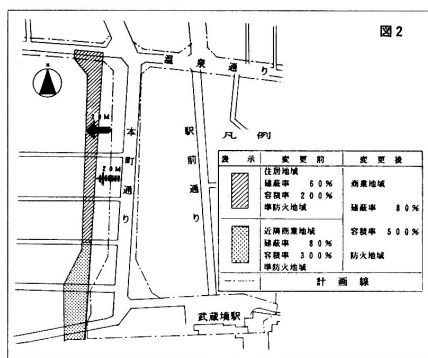 図2
N
温泉通り
20M
本町通り
20M
駅前通り
武蔵境駅
凡例
表示 変更前 変更後
住居地域
建蔽率 60%
容積率 200%
準防火地域
近隣商業地域
建蔽率 80%
容積率 300%
準防火地域
商業地域
建蔽率 80%
容積率 500%
防火地域
計画線